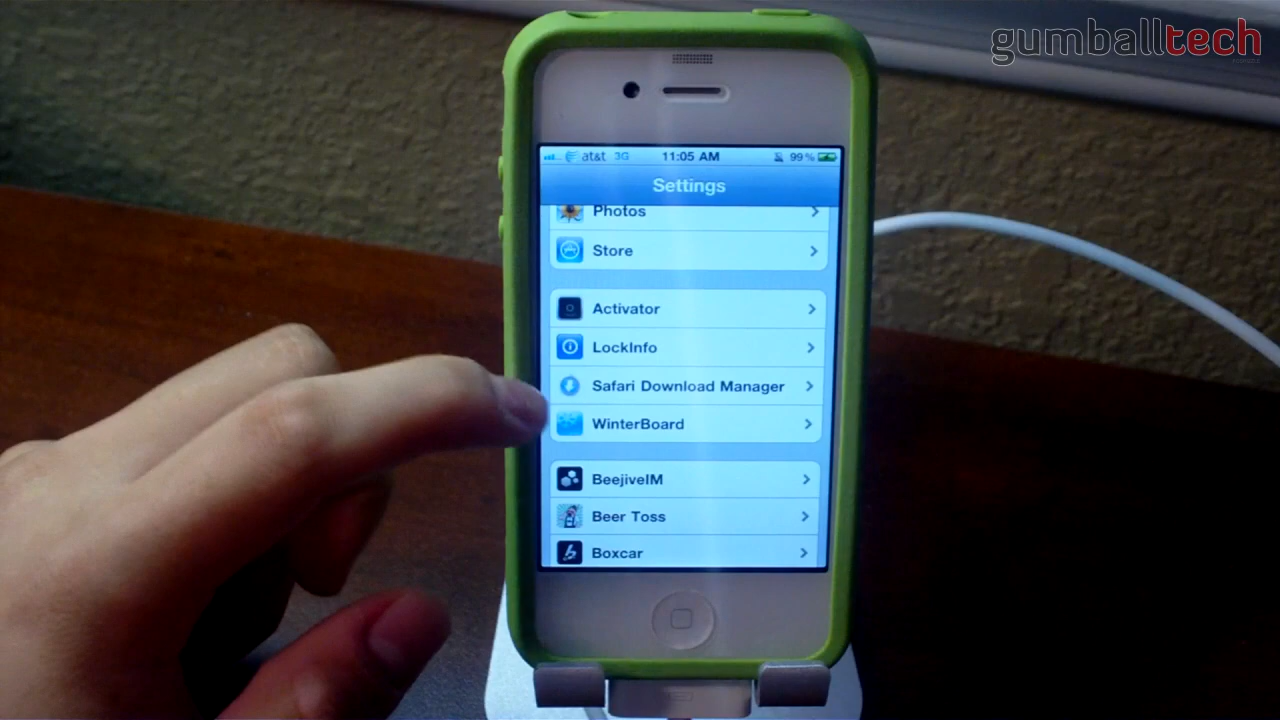 gumballtech
at&t 3G 11:05 AM 99%
Settings
Photos
Store
Activator
LockInfo
Safari Download Manager
WinterBoard
BeejiveIM
Beer Toss
Boxcar